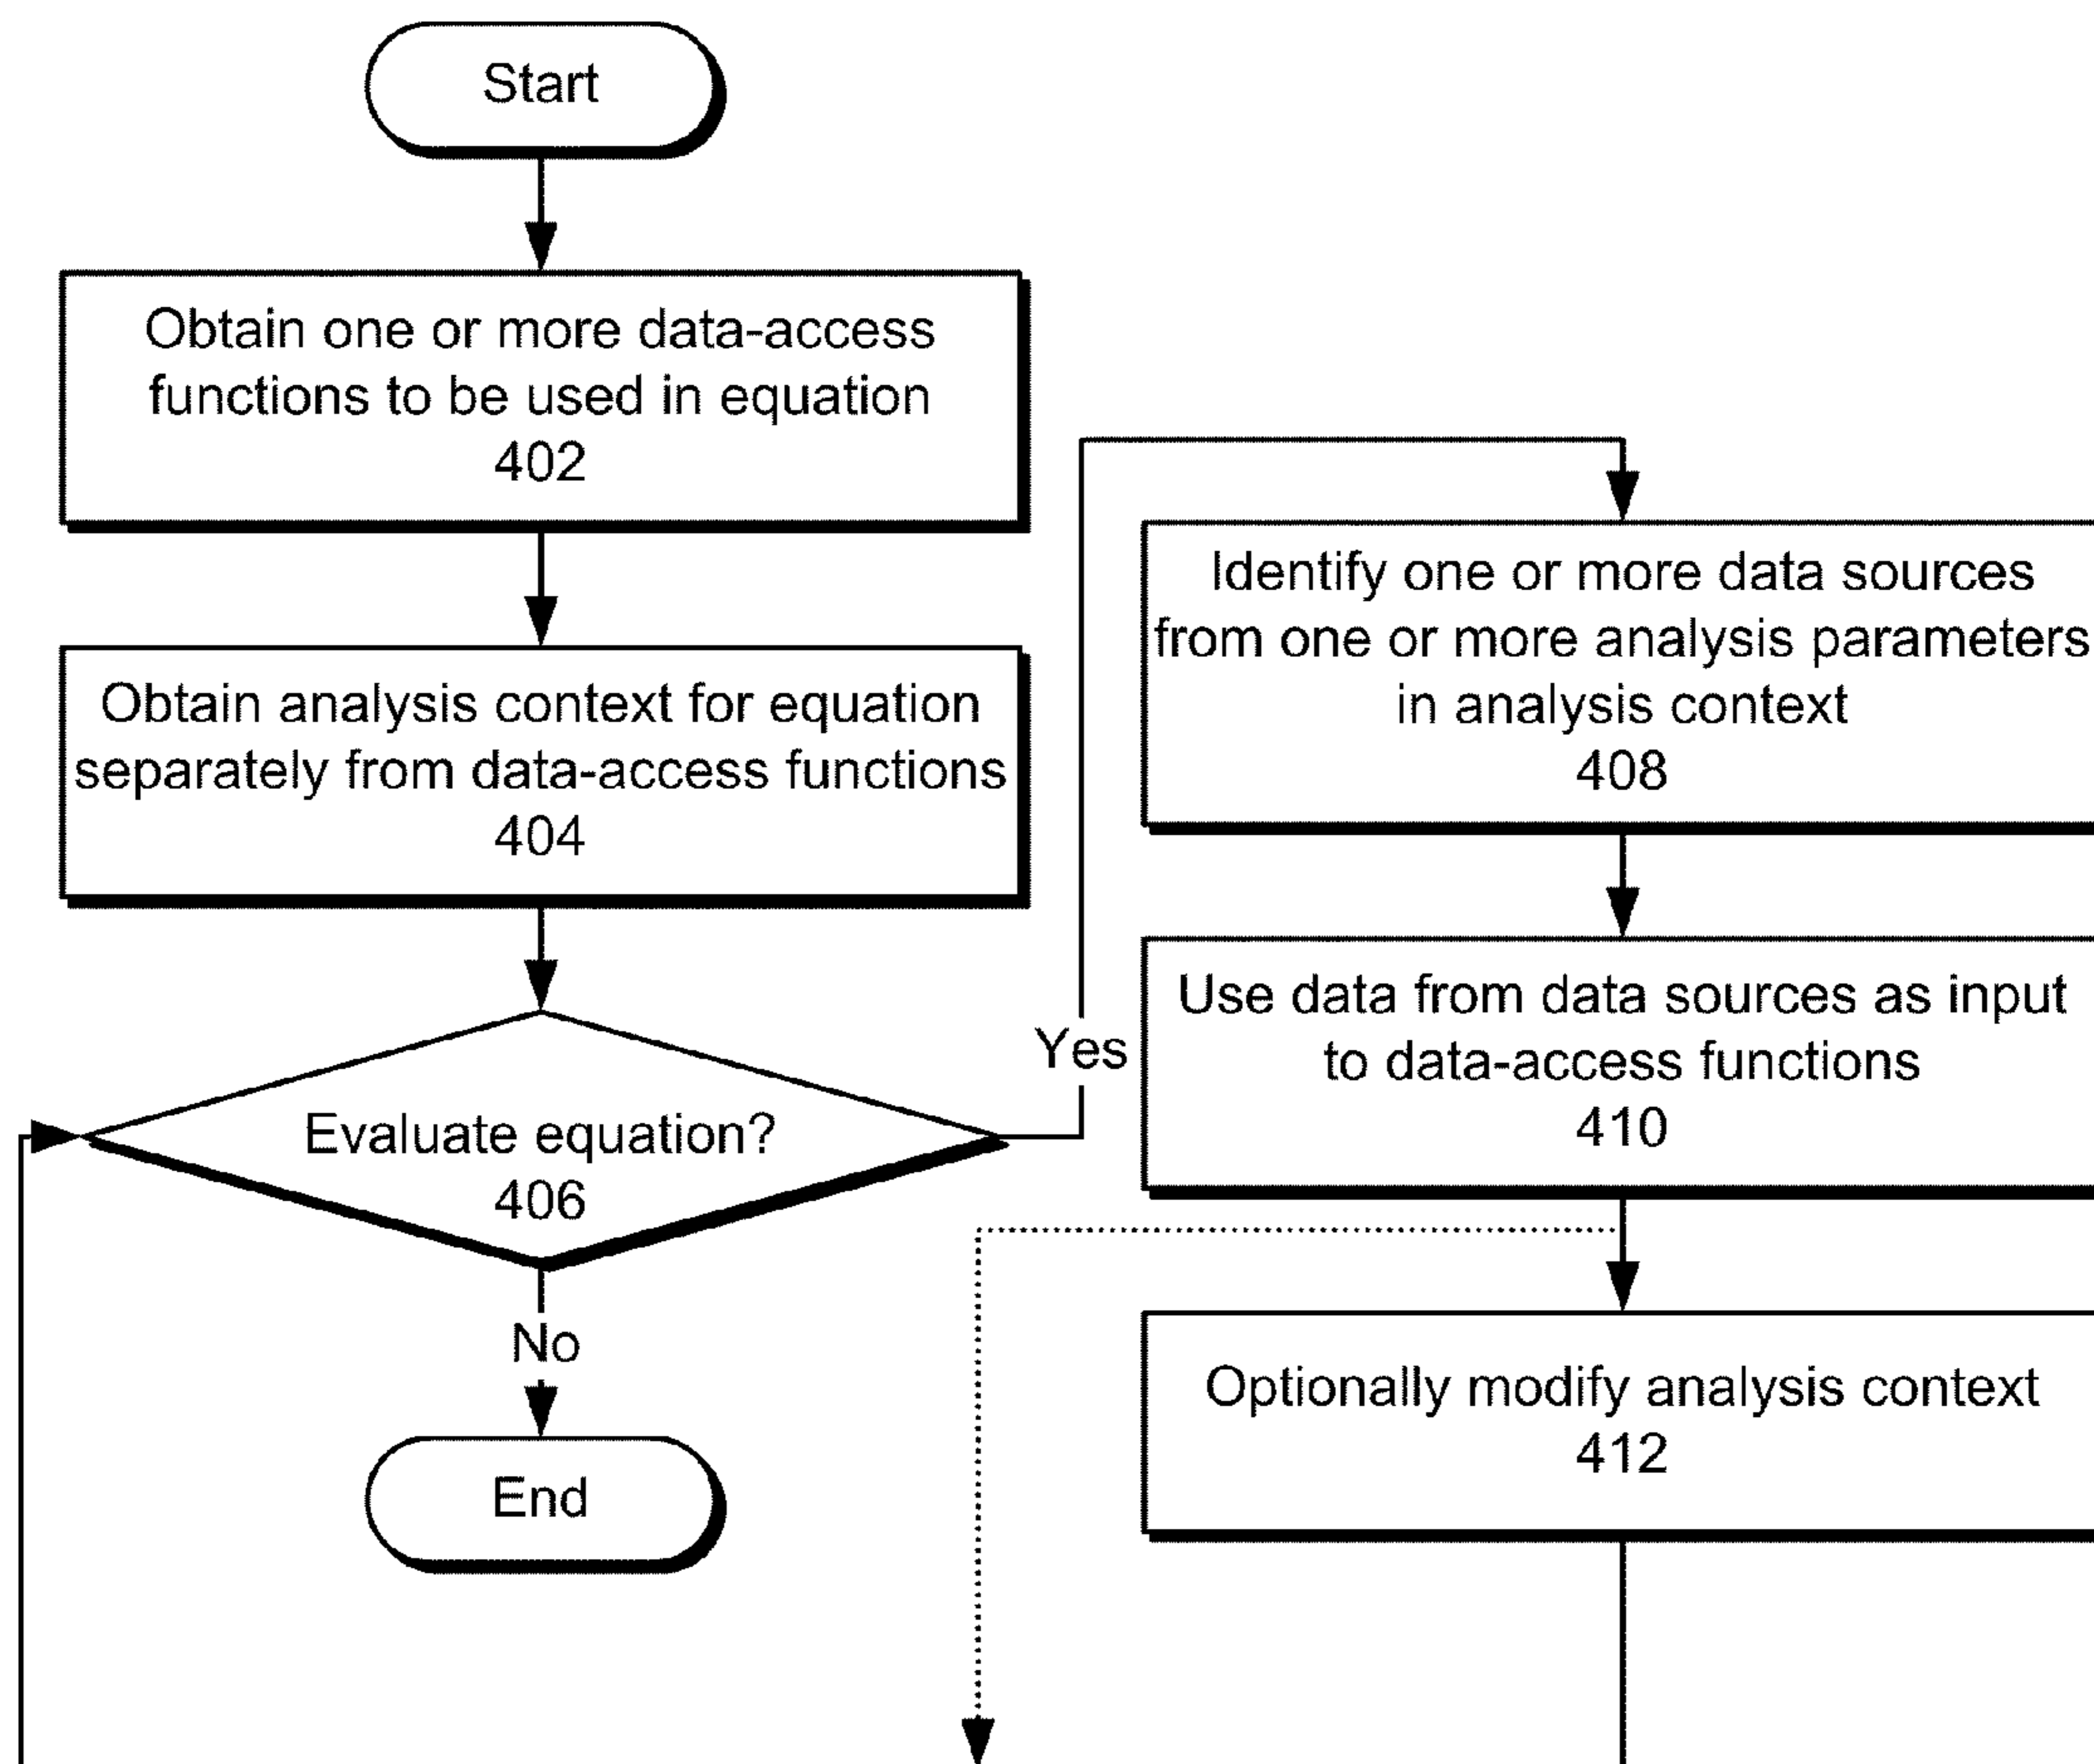 Start
Obtain one or more data-access
functions to be used in equation
402
Obtain analysis context for equation
separately from data-access functions
404
Evaluate equation?
406
Yes
No
End
Identify one or more data sources
from one or more analysis parameters
in analysis context
408
Use data from data sources as input
to data-access functions
410
Optionally modify analysis context
412